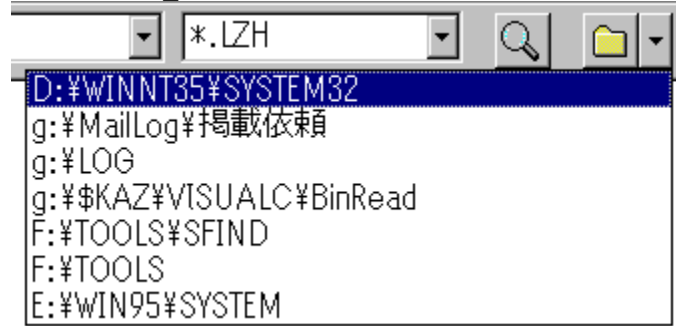 *.LZH
D:¥WINNT35¥SYSTEM32
g:¥MailLog¥掲載依頼
g:¥LOG
g:¥$KAZ¥VISUALC¥BinRead
F:¥TOOLS¥SFIND
F:¥TOOLS
E:¥WIN95¥SYSTEM